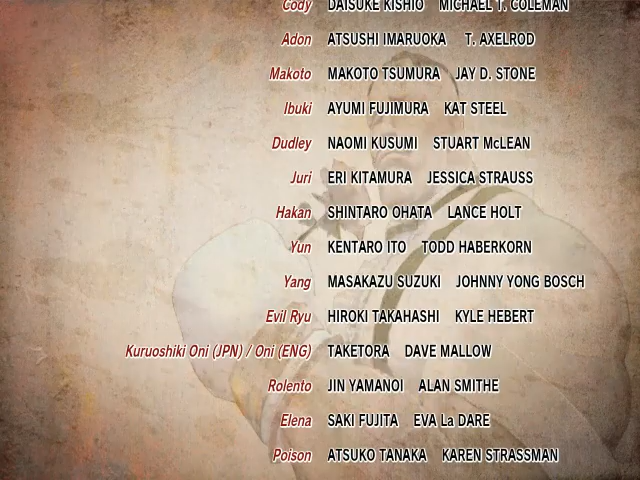 Cody DAISUKE KISHIO MICHAEL T. COLEMAN
Adon ATSUSHI IMARUOKA T. AXELROD
Makoto MAKOTO TSUMURA JAY D. STONE
Ibuki AYUMI FUJIMURA KAT STEEL
Dudley NAOMI KUSUMI STUART McLEAN
Juri ERI KITAMURA JESSICA STRAUSS
Hakan SHINTARO OHATA LANCE HOLT
Yun KENTARO ITO TODD HABERKORN
Yang MASAKAZU SUZUKI JOHNNY YONG BOSCH
Evil Ryu HIROKI TAKAHASHI KYLE HEBERT
Kuruoshiki Oni (JPN) / Oni (ENG) TAKETORA DAVE MALLOW
Rolento JIN YAMANOI ALAN SMITHE
Elena SAKI FUJITA EVA La DARE
Poison ATSUKO TANAKA KAREN STRASSMAN